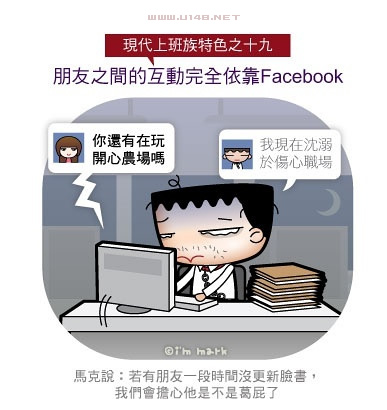 WWW.U148.NET
現代上班族特色之十九
朋友之間的互動完全依靠Facebook
你還有在玩
開心農場嗎
我現在沈溺
於傷心職場
©i'm mark
馬克說：若有朋友一段時間沒更新臉書，
我們會擔心他是不是葛屁了